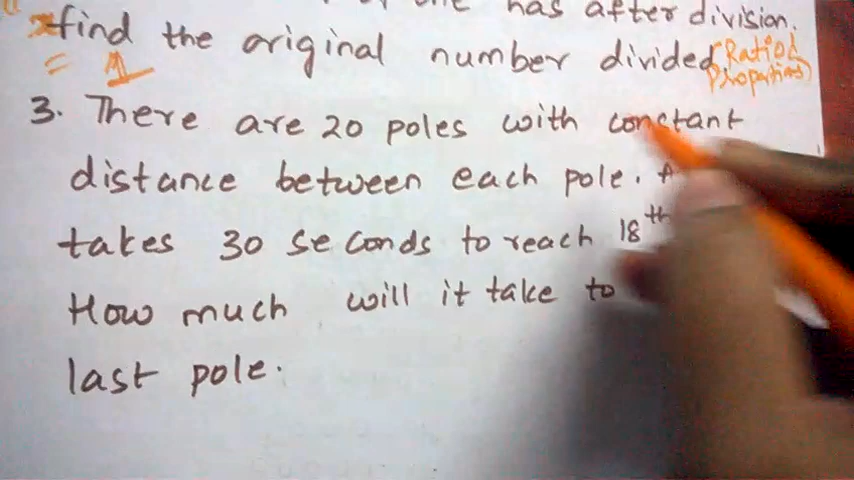 one has after division.
find the original number divided (Ratio &
Proportions)
3. There are 20 poles with constant
distance between each pole. A
takes 30 seconds to reach 18th
How much will it take to
last pole.